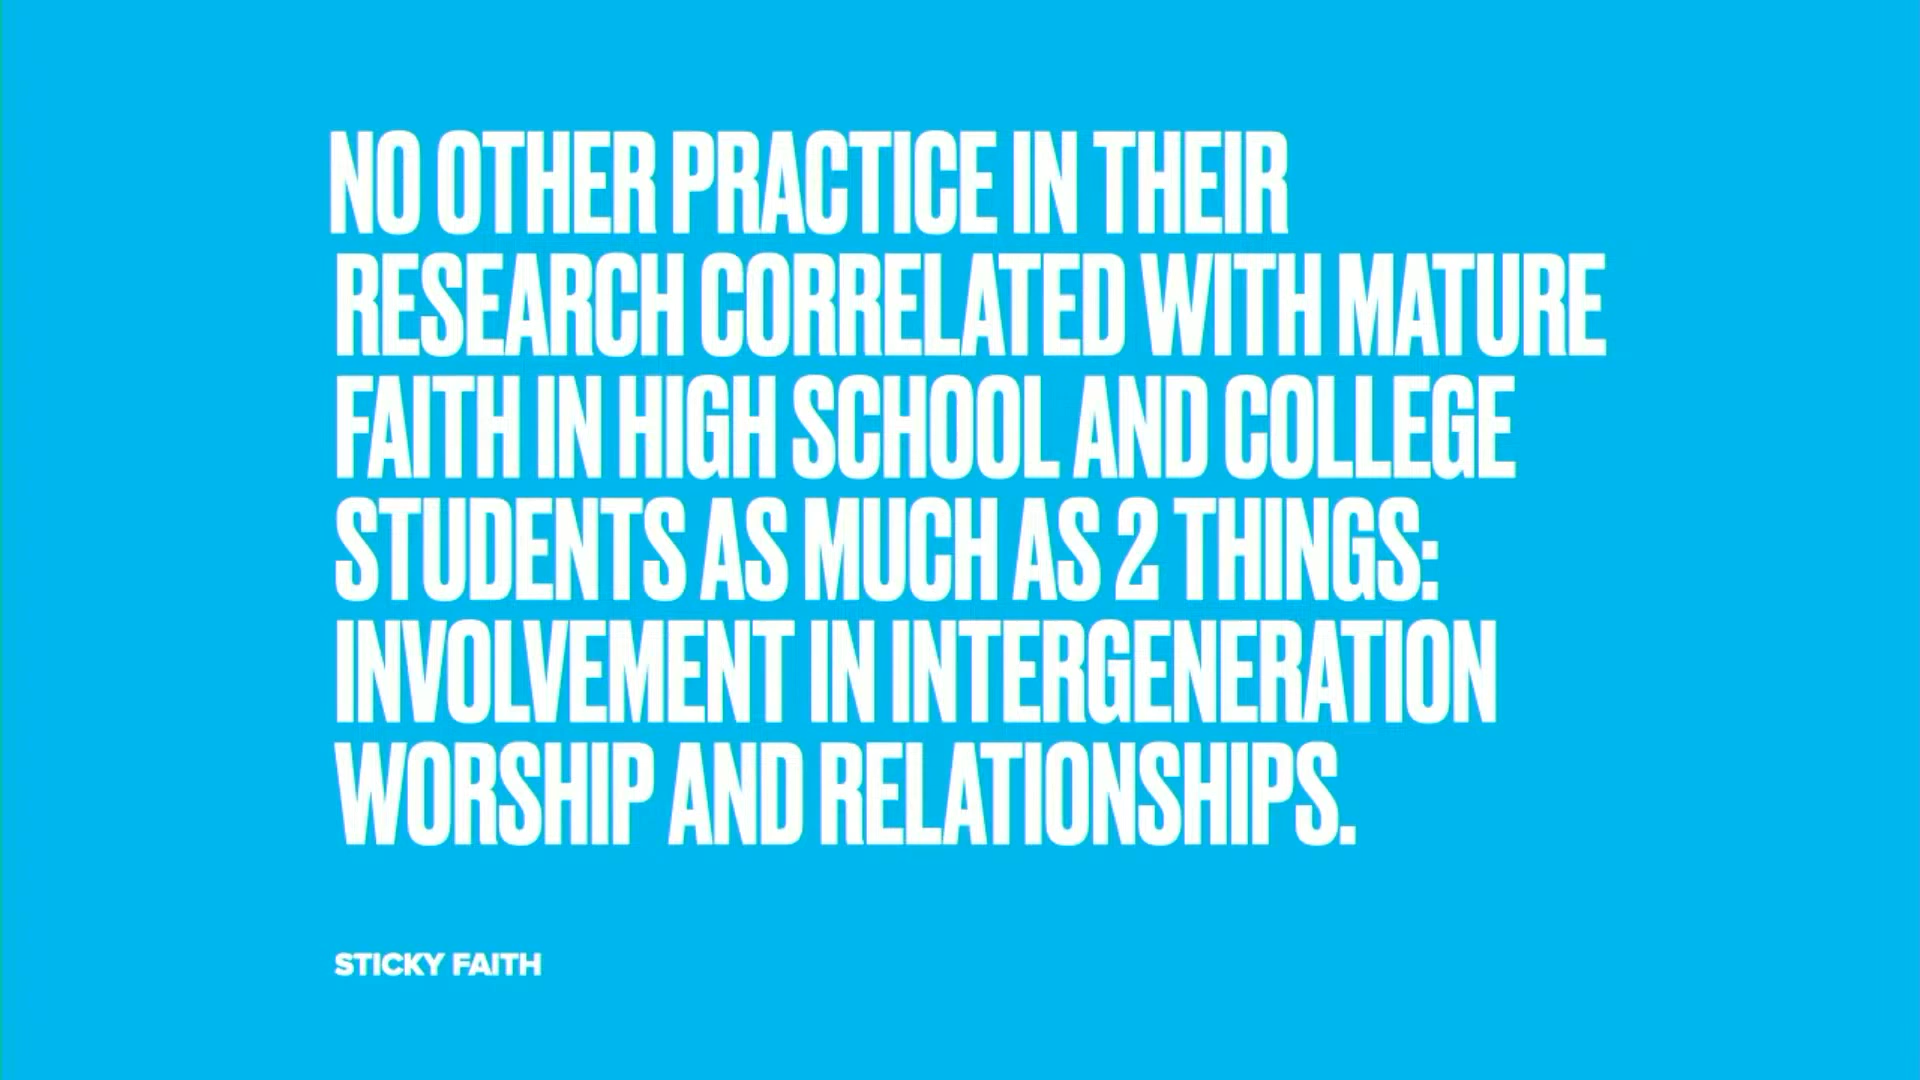 NO OTHER PRACTICE IN THEIR
RESEARCH CORRELATED WITH MATURE
FAITH IN HIGH SCHOOL AND COLLEGE
STUDENTS AS MUCH AS 2 THINGS:
INVOLVEMENT IN INTERGENERATION
WORSHIP AND RELATIONSHIPS.
STICKY FAITH